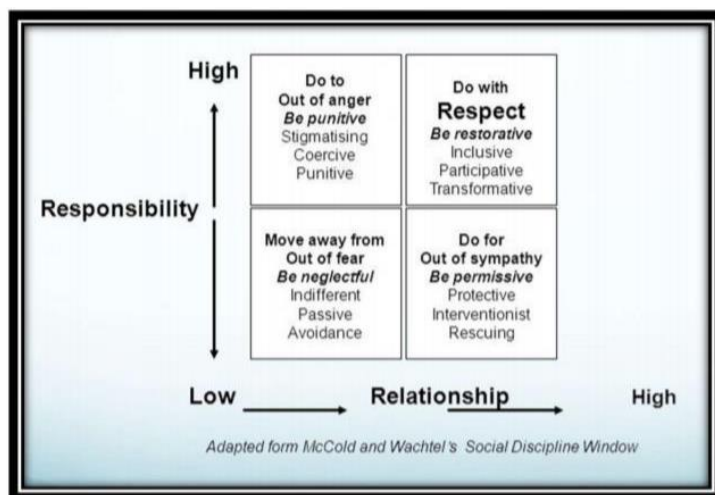 High
Do to
Out of anger
Be punitive
Stigmatising
Coercive
Punitive
Do with
Respect
Be restorative
Inclusive
Participative
Transformative
Responsibility
Move away from
Out of fear
Be neglectful
Indifferent
Passive
Avoidance
Do for
Out of sympathy
Be permissive
Protective
Interventionist
Rescuing
Low
Relationship
High
Adapted form McCold and Wachtel's Social Discipline Window